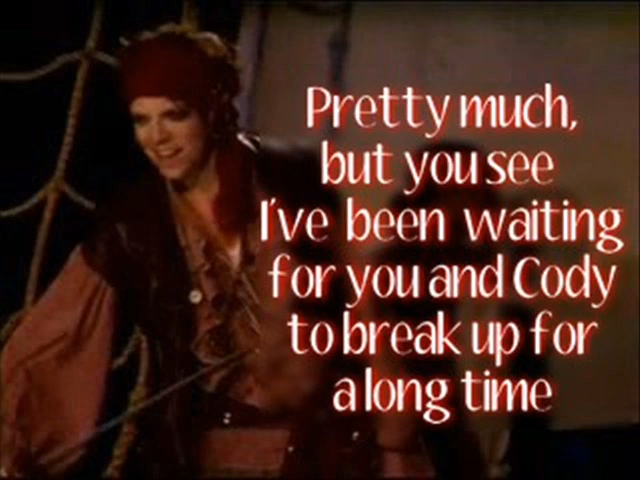 Pretty much,
but you see
I've been waiting
for you and Cody
to break up for
a long time